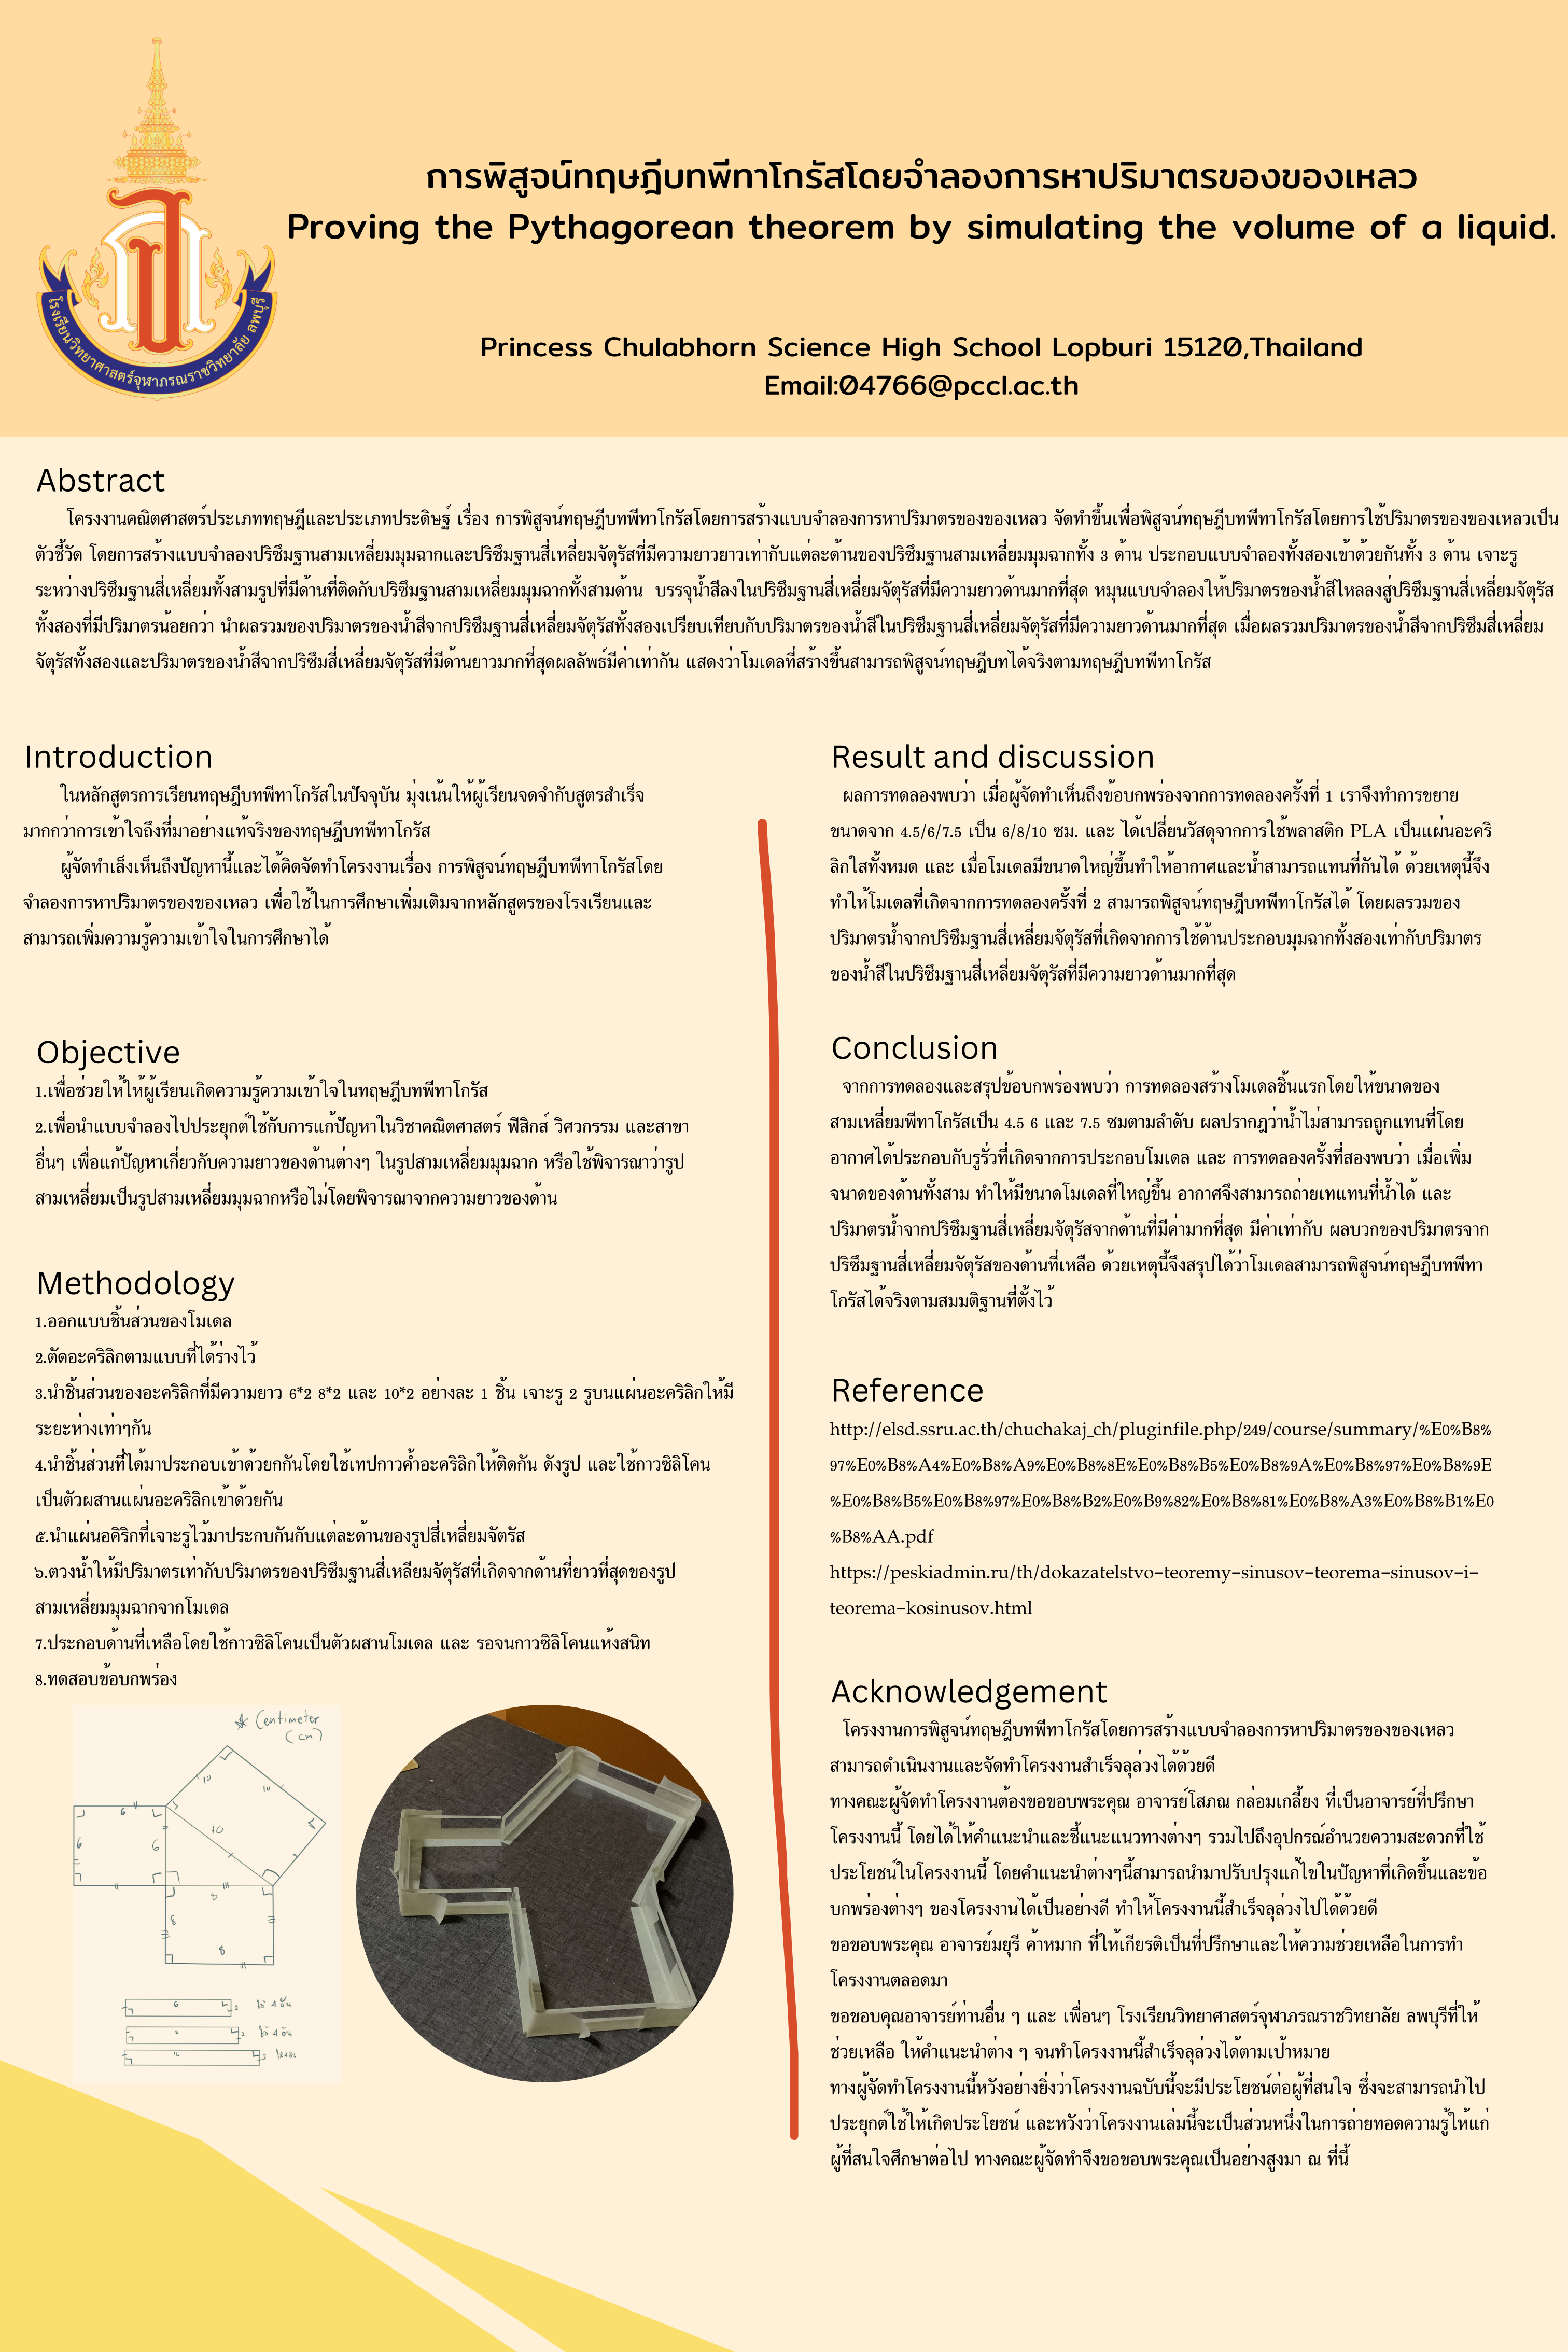 โรงเรียนวิทยาศาสตร์จุฬาภรณราชวิทยาลัย ลพบุรี
การพิสูจน์ทฤษฎีบทพีทาโกรัสโดยจำลองการหาปริมาตรของของเหลว
Proving the Pythagorean theorem by simulating the volume of a liquid.
Princess Chulabhorn Science High School Lopburi 15120,Thailand
Email:04766@pccl.ac.th
Abstract
โครงงานคณิตศาสตร์ประเภททฤษฎีและประเภทประดิษฐ์ เรื่อง การพิสูจน์ทฤษฎีบทพีทาโกรัสโดยการสร้างแบบจำลองการหาปริมาตรของของเหลว จัดทำขึ้นเพื่อพิสูจน์ทฤษฎีบทพีทาโกรัสโดยการใช้ปริมาตรของของเหลวเป็น
ตัวชี้วัด โดยการสร้างแบบจำลองปริซึมฐานสามเหลี่ยมมุมฉากและปริซึมฐานสี่เหลี่ยมจัตุรัสที่มีความยาวยาวเท่ากับแต่ละด้านของปริซึมฐานสามเหลี่ยมมุมฉากทั้ง 3 ด้าน ประกอบแบบจำลองทั้งสองเข้าด้วยกันทั้ง 3 ด้าน เจาะรู
ระหว่างปริซึมฐานสี่เหลี่ยมทั้งสามรูปที่มีด้านที่ติดกับปริซึมฐานสามเหลี่ยมมุมฉากทั้งสามด้าน บรรจุน้ำสีลงในปริซึมฐานสี่เหลี่ยมจัตุรัสที่มีความยาวด้านมากที่สุด หมุนแบบจำลองให้ปริมาตรของน้ำสีไหลลงสู่ปริซึมฐานสี่เหลี่ยมจัตุรัส
ทั้งสองที่มีปริมาตรน้อยกว่า นำผลรวมของปริมาตรของน้ำสีจากปริซึมฐานสี่เหลี่ยมจัตุรัสทั้งสองเปรียบเทียบกับปริมาตรของน้ำสีในปริซึมฐานสี่เหลี่ยมจัตุรัสที่มีความยาวด้านมากที่สุด เมื่อผลรวมปริมาตรของน้ำสีจากปริซึมสี่เหลี่ยม
จัตุรัสทั้งสองและปริมาตรของน้ำสีจากปริซึมสี่เหลี่ยมจัตุรัสที่มีด้านยาวมากที่สุดผลลัพธ์มีค่าเท่ากัน แสดงว่าโมเดลที่สร้างขึ้นสามารถพิสูจน์ทฤษฎีบทได้จริงตามทฤษฎีบทพีทาโกรัส
Introduction
ในหลักสูตรการเรียนทฤษฎีบทพีทาโกรัสในปัจจุบัน มุ่งเน้นให้ผู้เรียนจดจำกับสูตรสำเร็จ
มากกว่าการเข้าใจถึงที่มาอย่างแท้จริงของทฤษฎีบทพีทาโกรัส
ผู้จัดทำเล็งเห็นถึงปัญหานี้และได้คิดจัดทำโครงงานเรื่อง การพิสูจน์ทฤษฎีบทพีทาโกรัสโดย
จำลองการหาปริมาตรของของเหลว เพื่อใช้ในการศึกษาเพิ่มเติมจากหลักสูตรของโรงเรียนและ
สามารถเพิ่มความรู้ความเข้าใจในการศึกษาได้
Objective
1.เพื่อช่วยให้ให้ผู้เรียนเกิดความรู้ความเข้าใจในทฤษฎีบทพีทาโกรัส
2.เพื่อนำแบบจำลองไปประยุกต์ใช้กับการแก้ปัญหาในวิชาคณิตศาสตร์ ฟิสิกส์ วิศวกรรม และสาขา
อื่นๆ เพื่อแก้ปัญหาเกี่ยวกับความยาวของด้านต่างๆ ในรูปสามเหลี่ยมมุมฉาก หรือใช้พิจารณาว่ารูป
สามเหลี่ยมเป็นรูปสามเหลี่ยมมุมฉากหรือไม่โดยพิจารณาจากความยาวของด้าน
Methodology
1.ออกแบบชิ้นส่วนของโมเดล
2.ตัดอะคริลิกตามแบบที่ได้ร่างไว้
3.นำชิ้นส่วนของอะคริลิกที่มีความยาว 6*2 8*2 และ 10*2 อย่างละ 1 ชิ้น เจาะรู 2 รูบนแผ่นอะคริลิกให้มี
ระยะห่างเท่าๆกัน
4.นำชิ้นส่วนที่ได้มาประกอบเข้าด้วยกกันโดยใช้เทปกาวค้ำอะคริลิกให้ติดกัน ดังรูป และใช้กาวซิลิโคน
เป็นตัวผสานแผ่นอะคริลิกเข้าด้วยกัน
๕.นำแผ่นอคิริกที่เจาะรูไว้มาประกบกันกับแต่ละด้านของรูปสี่เหลี่ยมจัตรัส
๖.ตวงน้ำให้มีปริมาตรเท่ากับปริมาตรของปริซึมฐานสี่เหลียมจัตุรัสที่เกิดจากด้านที่ยาวที่สุดของรูป
สามเหลี่ยมมุมฉากจากโมเดล
7.ประกอบด้านที่เหลือโดยใช้กาวซิลิโคนเป็นตัวผสานโมเดล และ รอจนกาวซิลิโคนแห้งสนิท
8.ทดสอบข้อบกพร่อง
Centimeter
(cm)
10
10
6
10
6
6
8
8
8
6
2
ใช้ 4 อัน
2
ใช้ 4 อัน
10
2
Result and discussion
ผลการทดลองพบว่า เมื่อผู้จัดทำเห็นถึงข้อบกพร่องจากการทดลองครั้งที่ 1 เราจึงทำการขยาย
ขนาดจาก 4.5/6/7.5 เป็น 6/8/10 ซม. และ ได้เปลี่ยนวัสดุจากการใช้พลาสติก PLA เป็นแผ่นอะคริ
ลิกใสทั้งหมด และ เมื่อโมเดลมีขนาดใหญ่ขึ้นทำให้อากาศและน้ำสามารถแทนที่กันได้ ด้วยเหตุนี้จึง
ทำให้โมเดลที่เกิดจากการทดลองครั้งที่ 2 สามารถพิสูจน์ทฤษฎีบทพีทาโกรัสได้ โดยผลรวมของ
ปริมาตรน้ำจากปริซึมฐานสี่เหลี่ยมจัตุรัสที่เกิดจากการใช้ด้านประกอบมุมฉากทั้งสองเท่ากับปริมาตร
ของน้ำสีในปริซึมฐานสี่เหลี่ยมจัตุรัสที่มีความยาวด้านมากที่สุด
Conclusion
จากการทดลองและสรุปข้อบกพร่องพบว่า การทดลองสร้างโมเดลชิ้นแรกโดยให้ขนาดของ
สามเหลี่ยมพีทาโกรัสเป็น 4.5 6 และ 7.5 ซมตามลำดับ ผลปรากฎว่าน้ำไม่สามารถถูกแทนที่โดย
อากาศได้ประกอบกับรูรั่วที่เกิดจากการประกอบโมเดล และ การทดลองครั้งที่สองพบว่า เมื่อเพิ่ม
จนาดของด้านทั้งสาม ทำให้มีขนาดโมเดลที่ใหญ่ขึ้น อากาศจึงสามารถถ่ายเทแทนที่น้ำได้ และ
ปริมาตรน้ำจากปริซึมฐานสี่เหลี่ยมจัตุรัสจากด้านที่มีค่ามากที่สุด มีค่าเท่ากับ ผลบวกของปริมาตรจาก
ปริซึมฐานสี่เหลี่ยมจัตุรัสของด้านที่เหลือ ด้วยเหตุนี้จึงสรุปได้ว่าโมเดลสามารถพิสูจน์ทฤษฎีบทพีทา
โกรัสได้จริงตามสมมติฐานที่ตั้งไว้
Reference
http://elsd.ssru.ac.th/chuchakaj_ch/pluginfile.php/249/course/summary/%E0%B8%
97%E0%B8%A4%E0%B8%A9%E0%B8%8E%E0%B8%B5%E0%B8%9A%E0%B8%97%E0%B8%9E
%E0%B8%B5%E0%B8%97%E0%B8%B2%E0%B9%82%E0%B8%81%E0%B8%A3%E0%B8%B1%E0
%B8%AA.pdf
https://peskiadmin.ru/th/dokazatelstvo-teoremy-sinusov-teorema-sinusov-i-
teorema-kosinusov.html
Acknowledgement
โครงงานการพิสูจน์ทฤษฎีบทพีทาโกรัสโดยการสร้างแบบจำลองการหาปริมาตรของของเหลว
สามารถดำเนินงานและจัดทำโครงงานสำเร็จลุล่วงได้ด้วยดี
ทางคณะผู้จัดทำโครงงานต้องขอขอบพระคุณ อาจารย์โสภณ กล่อมเกลี้ยง ที่เป็นอาจารย์ที่ปรึกษา
โครงงานนี้ โดยได้ให้คำแนะนำและชี้แนะแนวทางต่างๆ รวมไปถึงอุปกรณ์อำนวยความสะดวกที่ใช้
ประโยชน์ในโครงงานนี้ โดยคำแนะนำต่างๆนี้สามารถนำมาปรับปรุงแก้ไขในปัญหาที่เกิดขึ้นและข้อ
บกพร่องต่างๆ ของโครงงานได้เป็นอย่างดี ทำให้โครงงานนี้สำเร็จลุล่วงไปได้ด้วยดี
ขอขอบพระคุณ อาจารย์มยุรี ค้าหมาก ที่ให้เกียรติเป็นที่ปรึกษาและให้ความช่วยเหลือในการทำ
โครงงานตลอดมา
ขอขอบคุณอาจารย์ท่านอื่น ๆ และ เพื่อนๆ โรงเรียนวิทยาศาสตร์จุฬาภรณราชวิทยาลัย ลพบุรีที่ให้
ช่วยเหลือ ให้คำแนะนำต่าง ๆ จนทำโครงงานนี้สำเร็จลุล่วงได้ตามเป้าหมาย
ทางผู้จัดทำโครงงานนี้หวังอย่างยิ่งว่าโครงงานฉบับนี้จะมีประโยชน์ต่อผู้ที่สนใจ ซึ่งจะสามารถนำไป
ประยุกต์ใช้ให้เกิดประโยชน์ และหวังว่าโครงงานเล่มนี้จะเป็นส่วนหนึ่งในการถ่ายทอดความรู้ให้แก่
ผู้ที่สนใจศึกษาต่อไป ทางคณะผู้จัดทำจึงขอขอบพระคุณเป็นอย่างสูงมา ณ ที่นี้